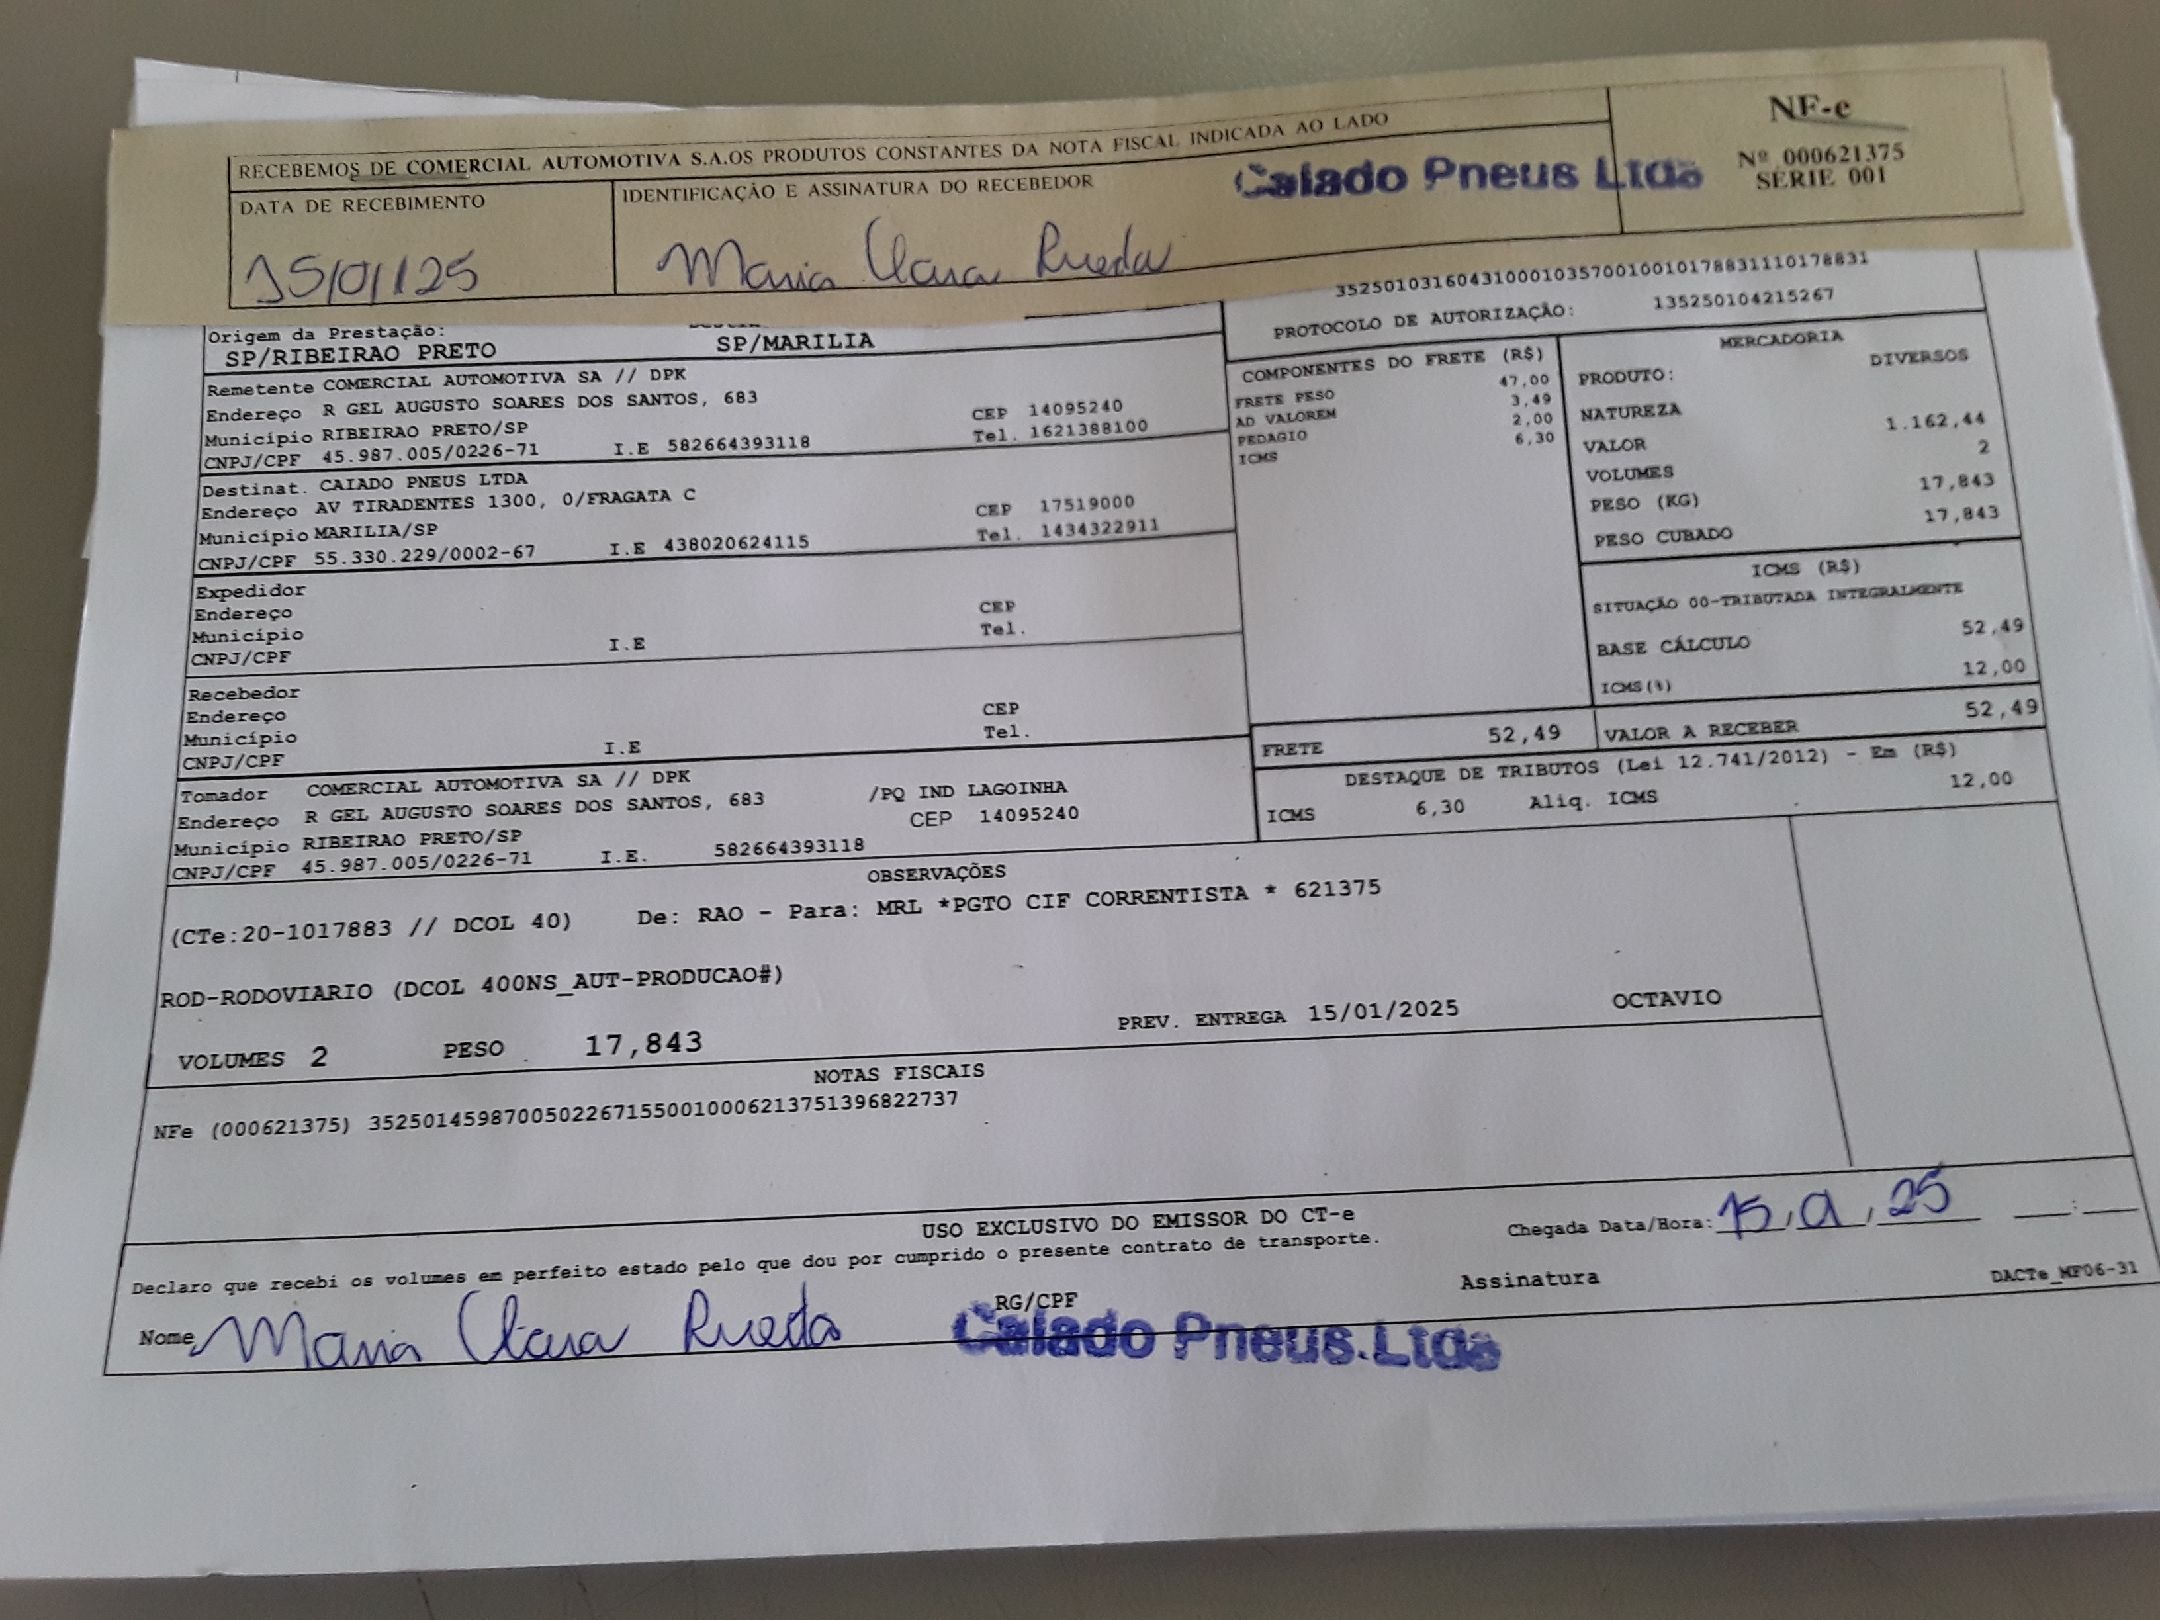 RECEBEMOS DE COMERCIAL AUTOMOTIVA S.A.OS PRODUTOS CONSTANTES DA NOTA FISCAL INDICADA AO LADO
NF-e
Nº 000621375
SERIE 001
DATA DE RECEBIMENTO
IDENTIFICAÇÃO E ASSINATURA DO RECEBEDOR
Caiado Pneus Ltda
15/01/25
Maria Clara Rueda
PROTOCOLO DE AUTORIZAÇÃO: 135250104215267
Origem da Prestação:
SP/RIBEIRAO PRETO SP/MARILIA
Remetente COMERCIAL AUTOMOTIVA SA // DPK
Endereço R GEL AUGUSTO SOARES DOS SANTOS, 683 CEP 14095240
Município RIBEIRAO PRETO/SP Tel. 1621388100
CNPJ/CPF 45.987.005/0226-71 I.E 582664393118
Destinat. CAIADO PNEUS LTDA
Endereço AV TIRADENTES 1300, 0/FRAGATA C CEP 17519000
Município MARILIA/SP Tel. 1434322911
CNPJ/CPF 55.330.229/0002-67 I.E 438020624115
Expedidor
Endereço CEP
Município Tel.
CNPJ/CPF I.E
Recebedor
Endereço CEP
Município Tel.
CNPJ/CPF I.E
Tomador COMERCIAL AUTOMOTIVA SA // DPK
Endereço R GEL AUGUSTO SOARES DOS SANTOS, 683 /PQ IND LAGOINHA
Município RIBEIRAO PRETO/SP CEP 14095240
CNPJ/CPF 45.987.005/0226-71 I.E. 582664393118
COMPONENTES DO FRETE (R$)
FRETE PESO 47,00
AD VALOREM 3,49
PEDAGIO 2,00
ICMS 6,30
MERCADORIA
PRODUTO: DIVERSOS
NATUREZA
VALOR 1.162,44
VOLUMES 2
PESO (KG) 17,843
PESO CUBADO 17,843
ICMS (R$)
SITUAÇÃO 00-TRIBUTADA INTEGRALMENTE
BASE CÁLCULO 52,49
ICMS(%) 12,00
FRETE 52,49 VALOR A RECEBER 52,49
DESTAQUE DE TRIBUTOS (Lei 12.741/2012) - Em (R$)
ICMS 6,30 Aliq. ICMS 12,00
OBSERVAÇÕES
(CTe:20-1017883 // DCOL 40) De: RAO - Para: MRL *PGTO CIF CORRENTISTA * 621375
ROD-RODOVIARIO (DCOL 400NS_AUT-PRODUCAO#)
VOLUMES 2 PESO 17,843 PREV. ENTREGA 15/01/2025 OCTAVIO
NOTAS FISCAIS
NFe (000621375) 35250145987005022671550010006213751396822737
USO EXCLUSIVO DO EMISSOR DO CT-e
Declaro que recebi os volumes em perfeito estado pelo que dou por cumprido o presente contrato de transporte.
Chegada Data/Hora: 15/01/25 __:__
Nome Maria Clara Rueda RG/CPF Assinatura DACTe_MF06-31
Caiado Pneus.Ltda